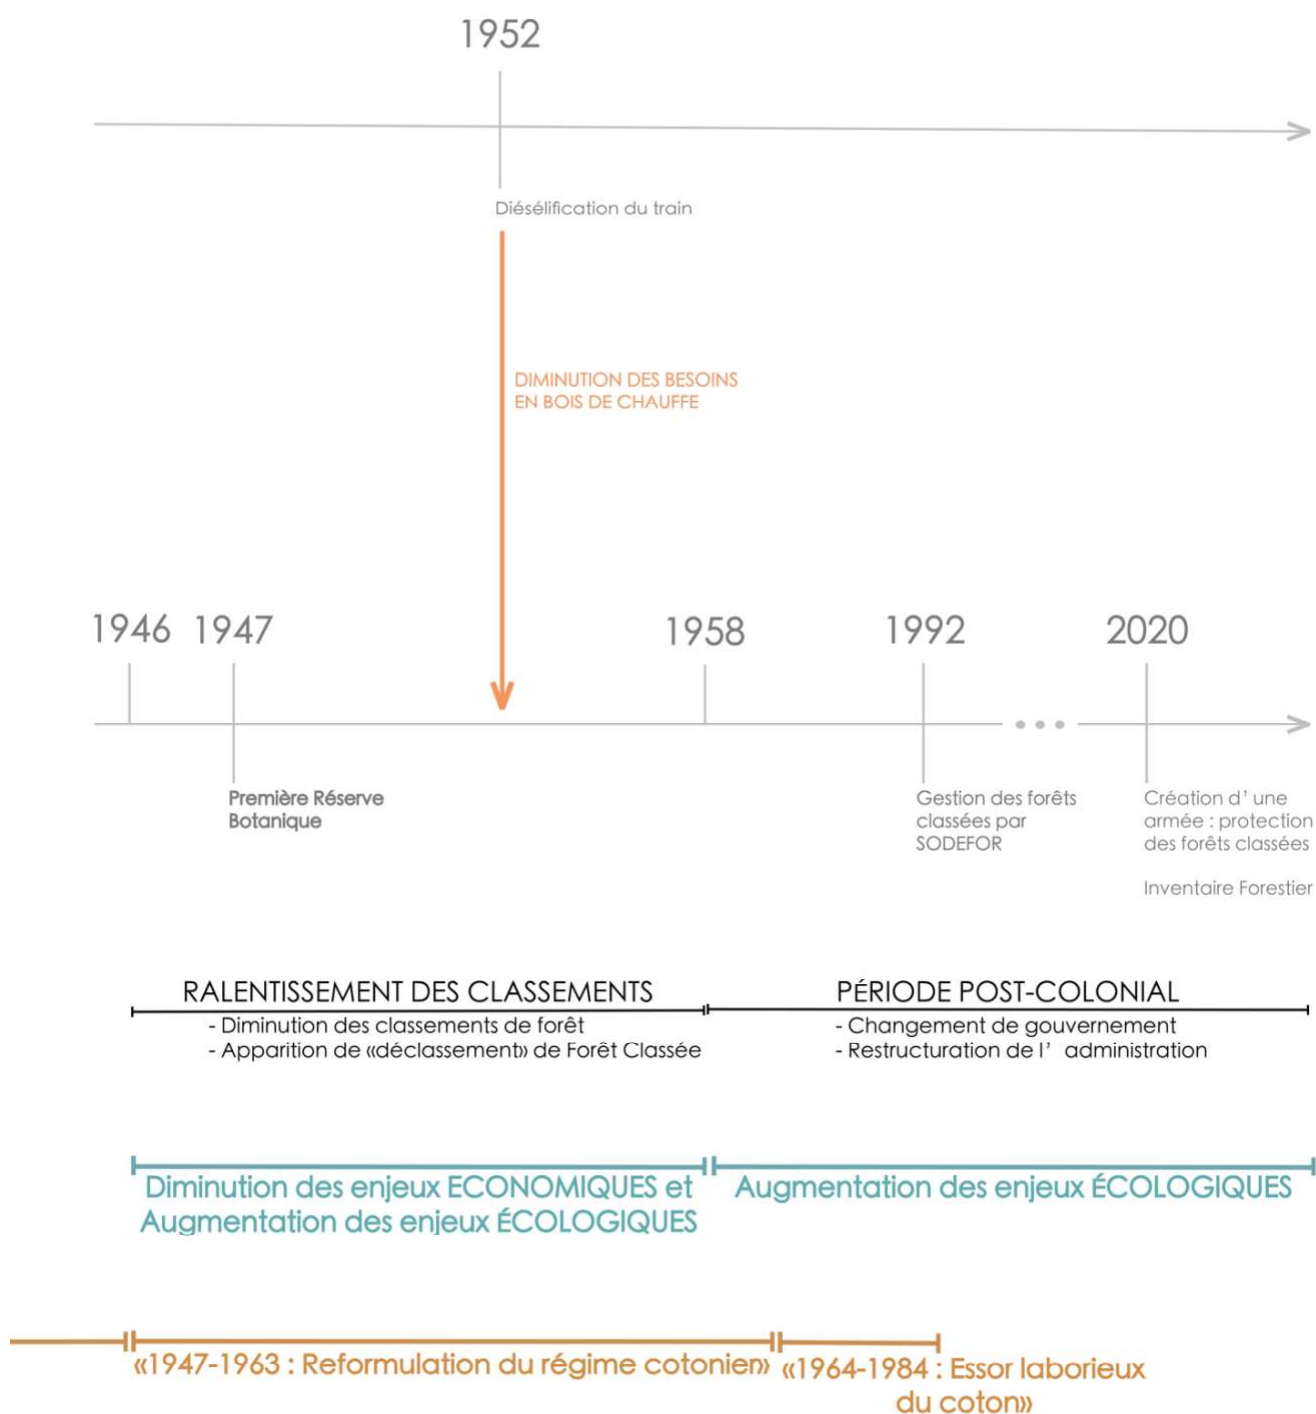 1952
Diésélification du train
DIMINUTION DES BESOINS
EN BOIS DE CHAUFFE
1946 1947 1958 1992 2020
Première Réserve
Botanique
Gestion des forêts
classées par
SODEFOR
Création d’ une
armée : protection
des forêts classées
Inventaire Forestier
RALENTISSEMENT DES CLASSEMENTS
- Diminution des classements de forêt
- Apparition de «déclassement» de Forêt Classée
PÉRIODE POST-COLONIAL
- Changement de gouvernement
- Restructuration de l’ administration
Diminution des enjeux ECONOMIQUES et
Augmentation des enjeux ÉCOLOGIQUES
Augmentation des enjeux ÉCOLOGIQUES
«1947-1963 : Reformulation du régime cotonien»
«1964-1984 : Essor laborieux
du coton»